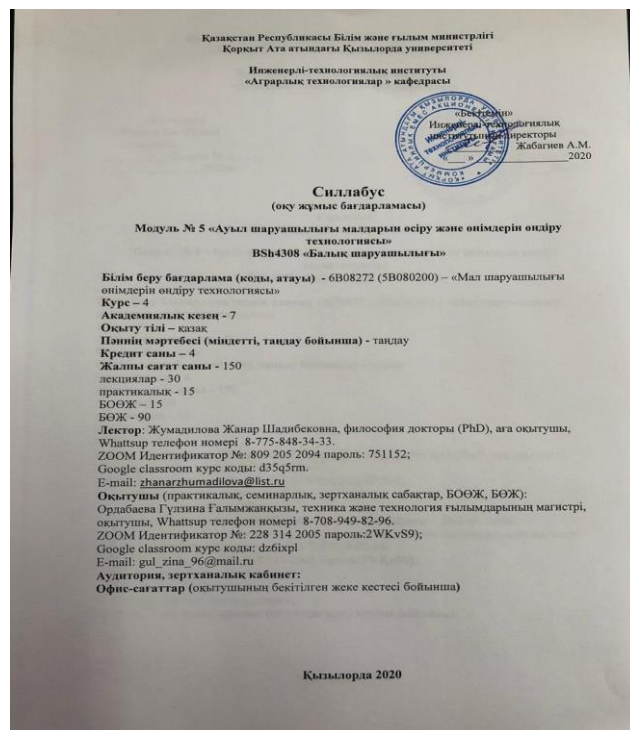 Қазақстан Республикасы Білім және ғылым министрлігі
Қорқыт Ата атындағы Қызылорда университеті
Инженерлі-технологиялық институты
«Аграрлық технологиялар » кафедрасы
«Бекітемін»
Инженерлі-технологиялық
институтының директоры
Жабагиев А.М.
«___» 2020
Силлабус
(оқу жұмыс бағдарламасы)
Модуль № 5 «Ауыл шаруашылығы малдарын өсіру және өнімдерін өндіру
технологиясы»
BSh4308 «Балық шаруашылығы»
Білім беру бағдарлама (коды, атауы) - 6В08272 (5В080200) – «Мал шаруашылығы
өнімдерін өндіру технологиясы»
Курс – 4
Академиялық кезең - 7
Оқыту тілі – қазақ
Пәннің мәртебесі (міндетті, таңдау бойынша) - таңдау
Кредит саны – 4
Жалпы сағат саны - 150
лекциялар - 30
практикалық - 15
БООЖ – 15
БӨЖ - 90
Лектор: Жумадилова Жанар Шадибековна, философия докторы (PhD), аға оқытушы,
Whattsup телефон номері 8-775-848-34-33.
ZOOM Идентификатор №: 809 205 2094 пароль: 751152;
Google classroom курс коды: d35q5rm.
E-mail: zhanarzhumadilova@list.ru
Оқытушы (практикалық, семинарлық, зертханалық сабақтар, БООЖ, БӨЖ):
Ордабаева Гүлзина Ғалымжанқызы, техника және технология ғылымдарының магистрі,
оқытушы, Whattsup телефон номері 8-708-949-82-96.
ZOOM Идентификатор №: 228 314 2005 пароль:2WKvS9);
Google classroom курс коды: dz6ixpl
E-mail: gul_zina_96@mail.ru
Аудитория, зертханалық кабинет:
Офис-сағаттар (оқытушының бекітілген жеке кестесі бойынша)
Қызылорда 2020